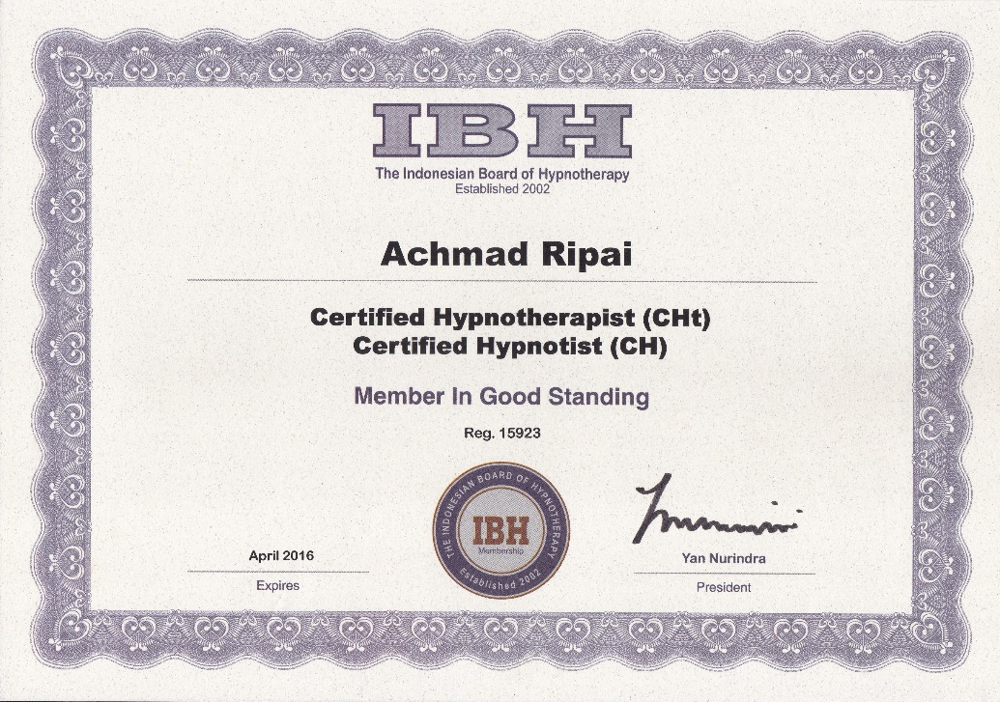 IBH
The Indonesian Board of Hypnotherapy
Established 2002
Achmad Ripai
Certified Hypnotherapist (CHt)
Certified Hypnotist (CH)
Member In Good Standing
Reg. 15923
THE INDONESIAN BOARD OF HYPNOTHERAPY
IBH
Membership
Established 2002
April 2016
Expires
Yan Nurindra
President